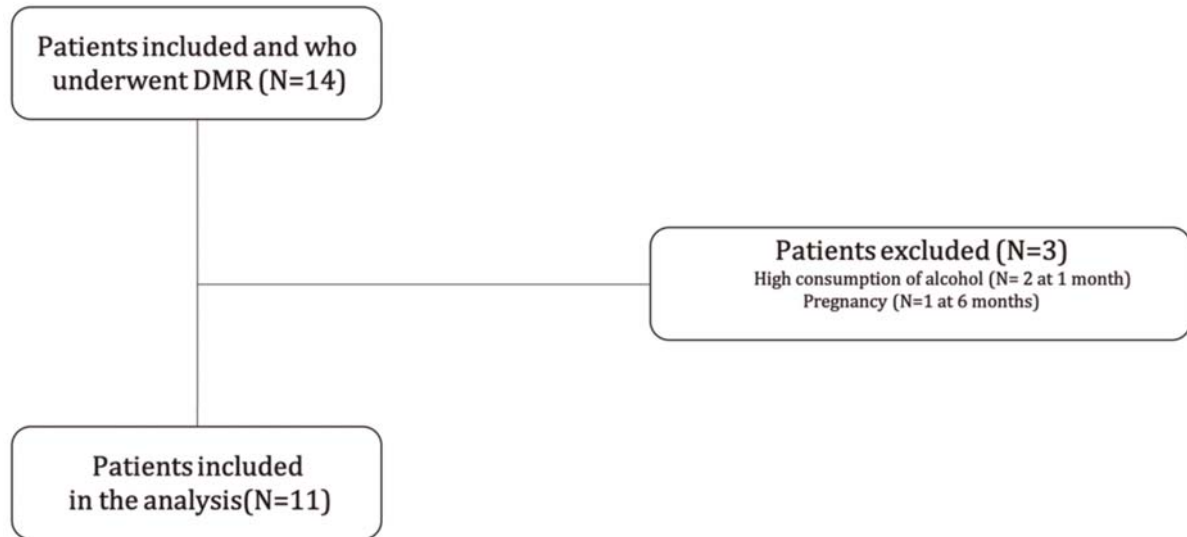 Patients included and who
underwent DMR (N=14)
Patients excluded (N=3)
High consumption of alcohol (N= 2 at 1 month)
Pregnancy (N=1 at 6 months)
Patients included
in the analysis(N=11)